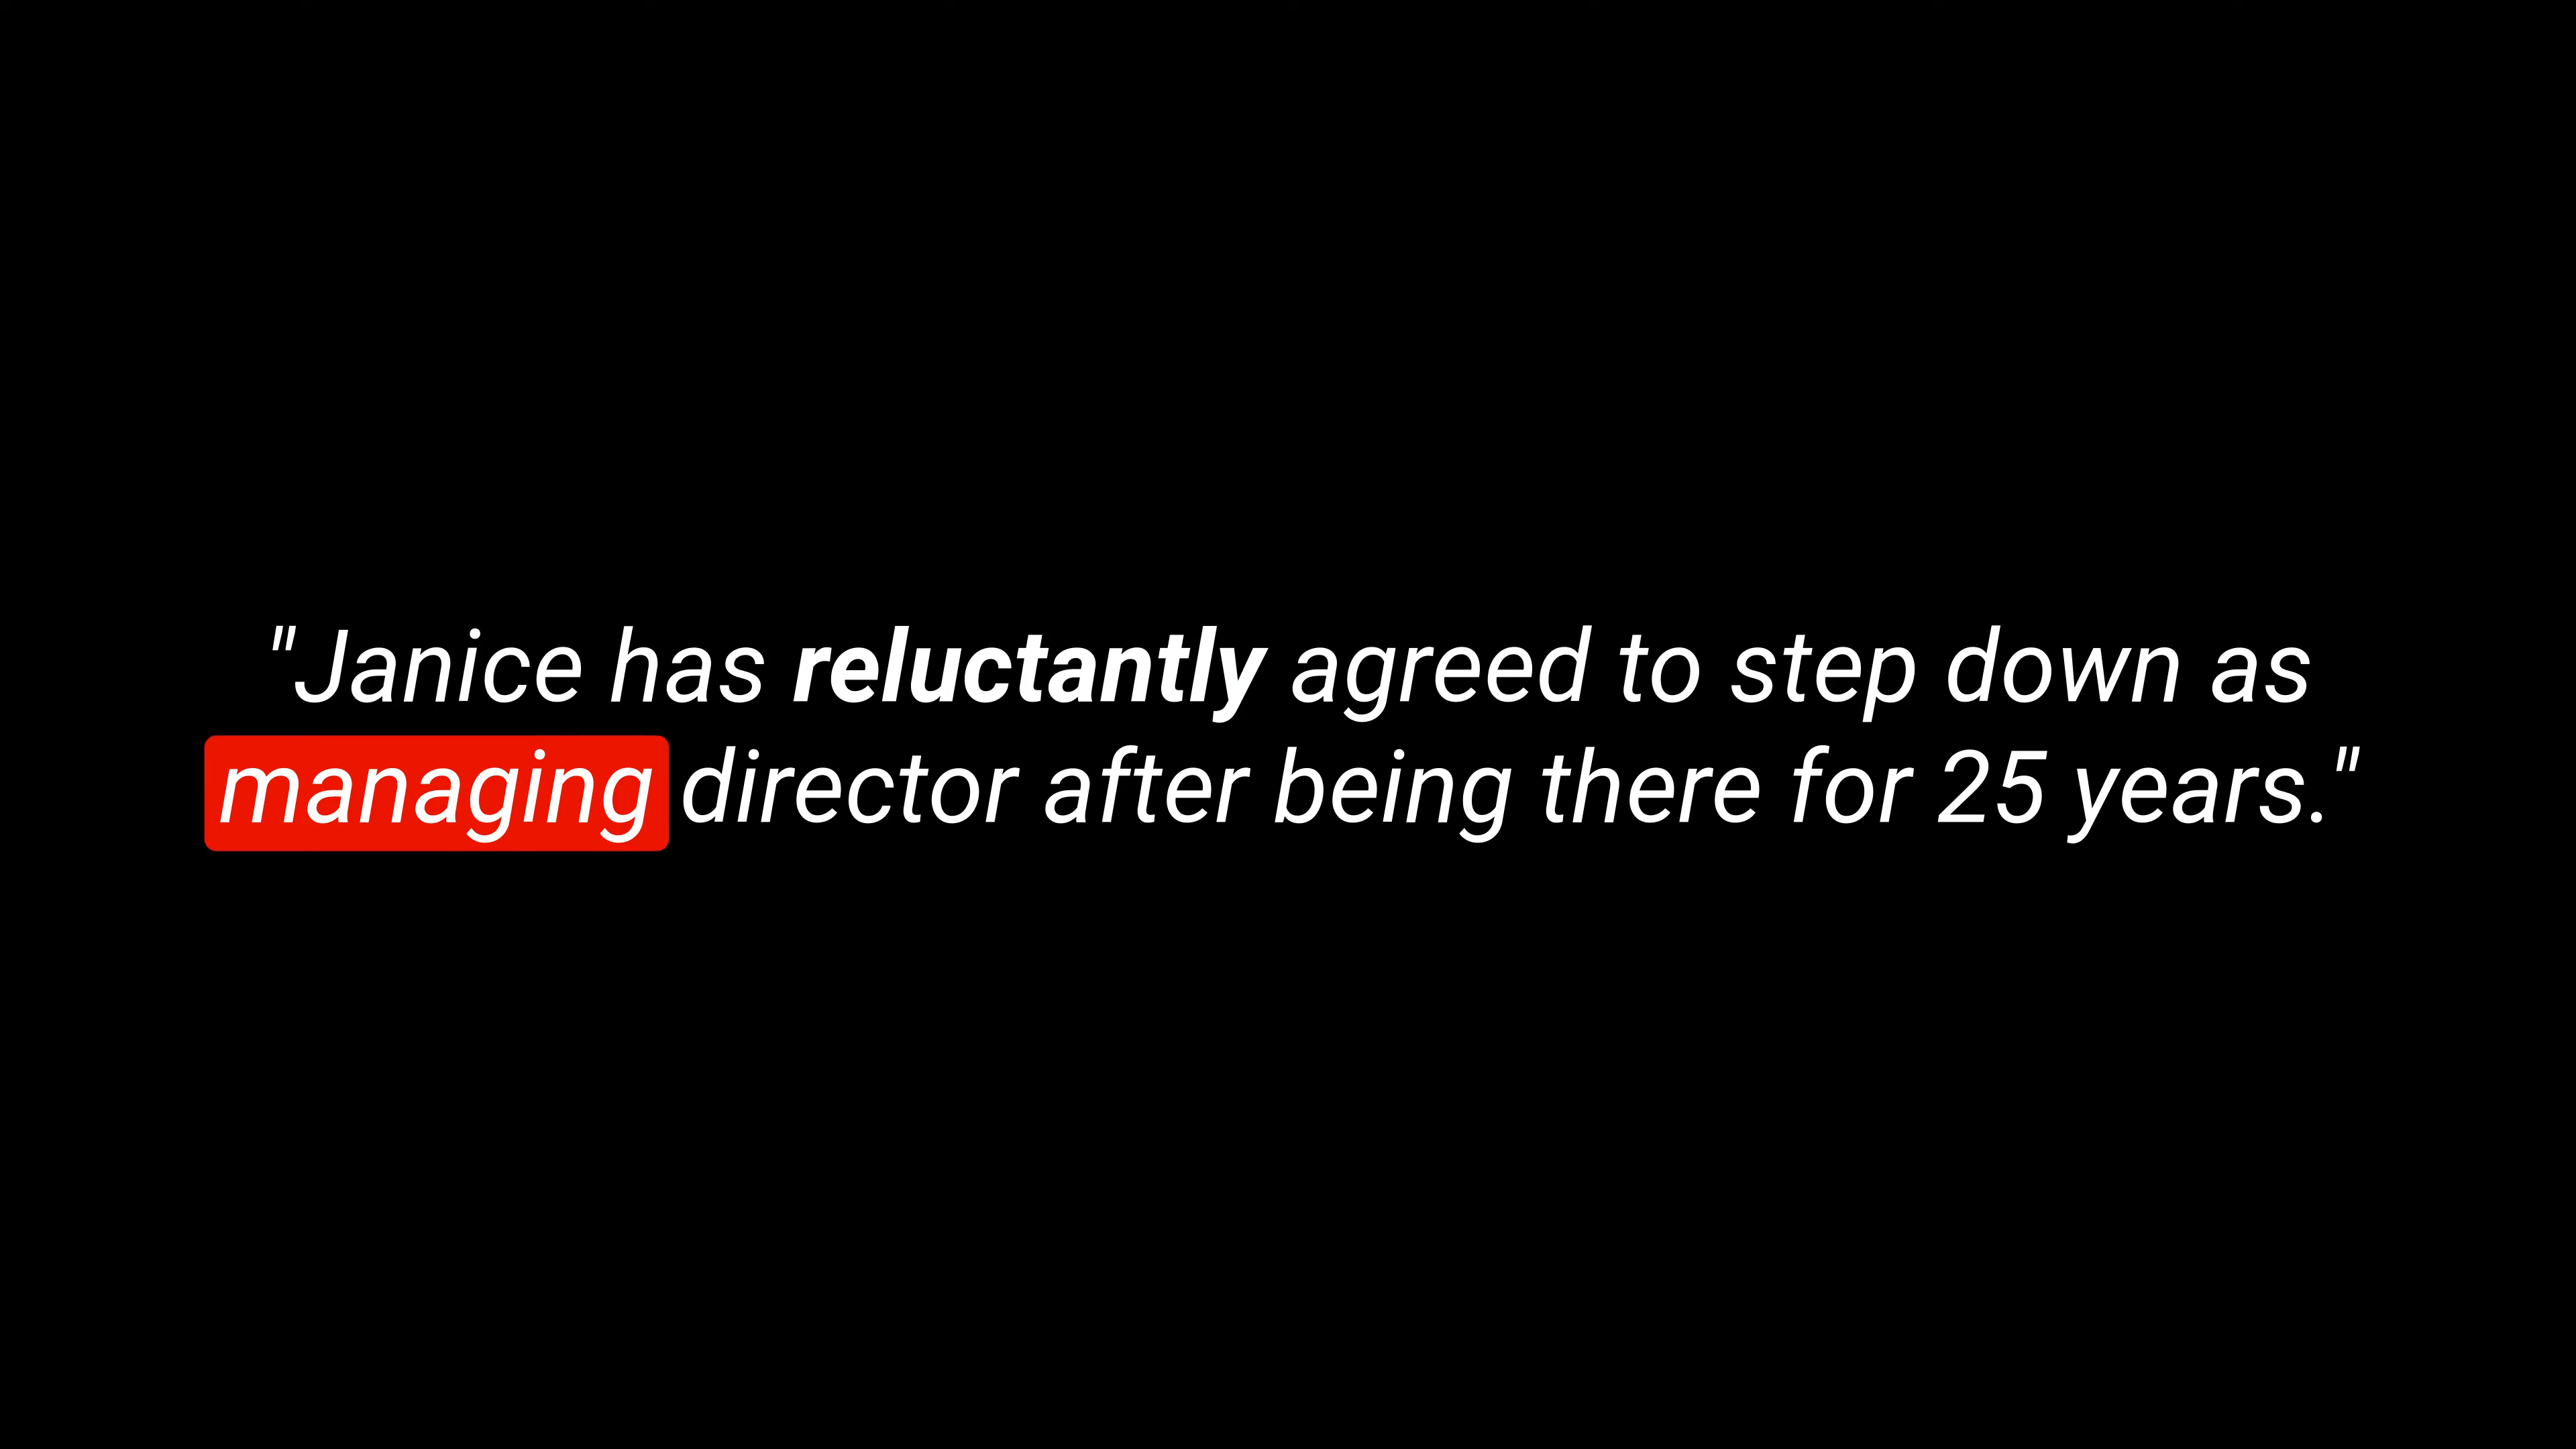 "Janice has reluctantly agreed to step down as
managing director after being there for 25 years."